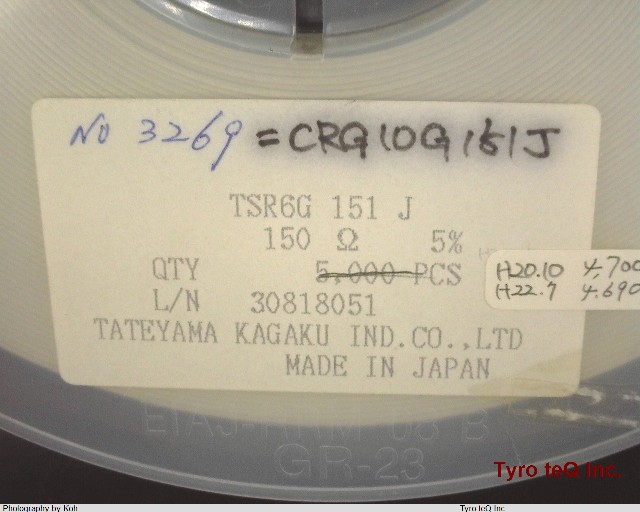 No 3269 = CRG10G151J
TSR6G 151 J
150 Ω 5%
QTY 5,000 PCS
H20.10 4.700
H22.7 4.690
L/N 30818051
TATEYAMA KAGAKU IND.CO.,LTD
MADE IN JAPAN
GR-23
Tyro teQ Inc.
Photography by Koh
Tyro teQ Inc